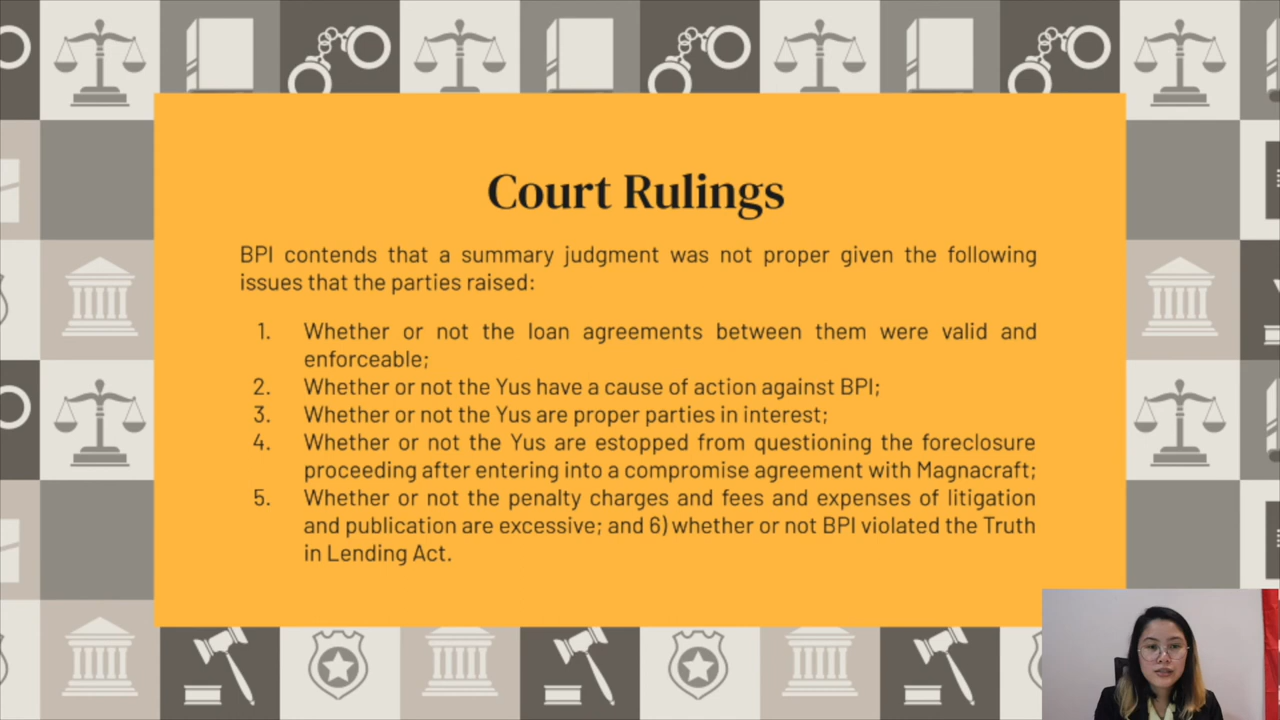 Court Rulings
BPI contends that a summary judgment was not proper given the following
issues that the parties raised:
1. Whether or not the loan agreements between them were valid and
enforceable;
2. Whether or not the Yus have a cause of action against BPI;
3. Whether or not the Yus are proper parties in interest;
4. Whether or not the Yus are estopped from questioning the foreclosure
proceeding after entering into a compromise agreement with Magnacraft;
5. Whether or not the penalty charges and fees and expenses of litigation
and publication are excessive; and 6) whether or not BPI violated the Truth
in Lending Act.